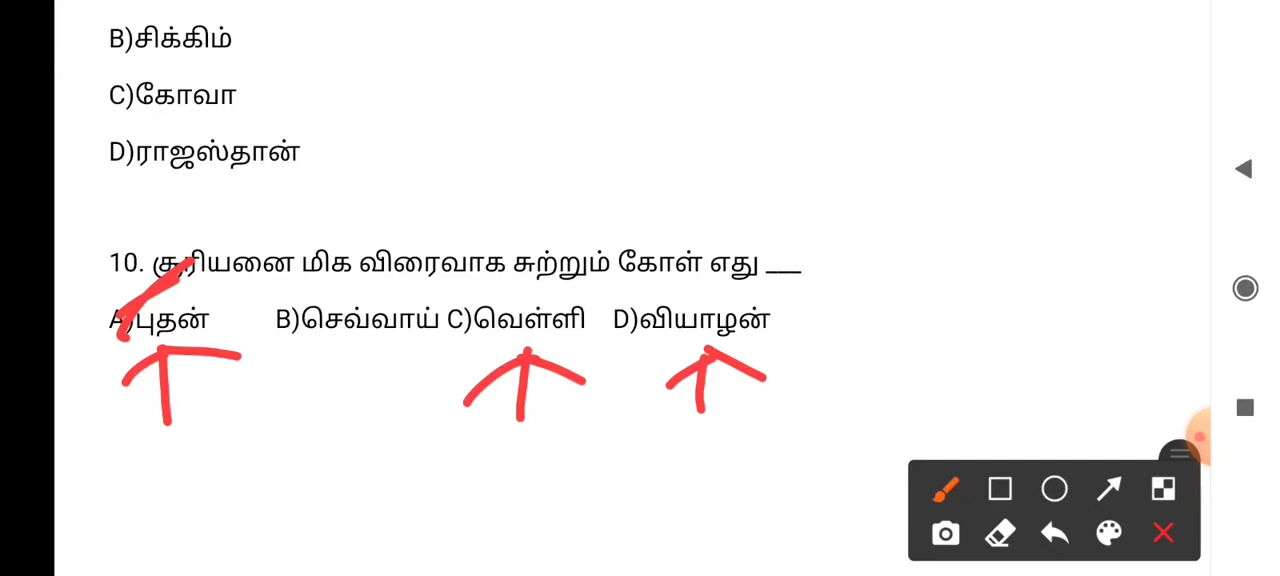 B)சிக்கிம்
C)கோவா
D)ராஜஸ்தான்
10. சூரியனை மிக விரைவாக சுற்றும் கோள் எது ___
A)புதன் B)செவ்வாய் C)வெள்ளி D)வியாழன்